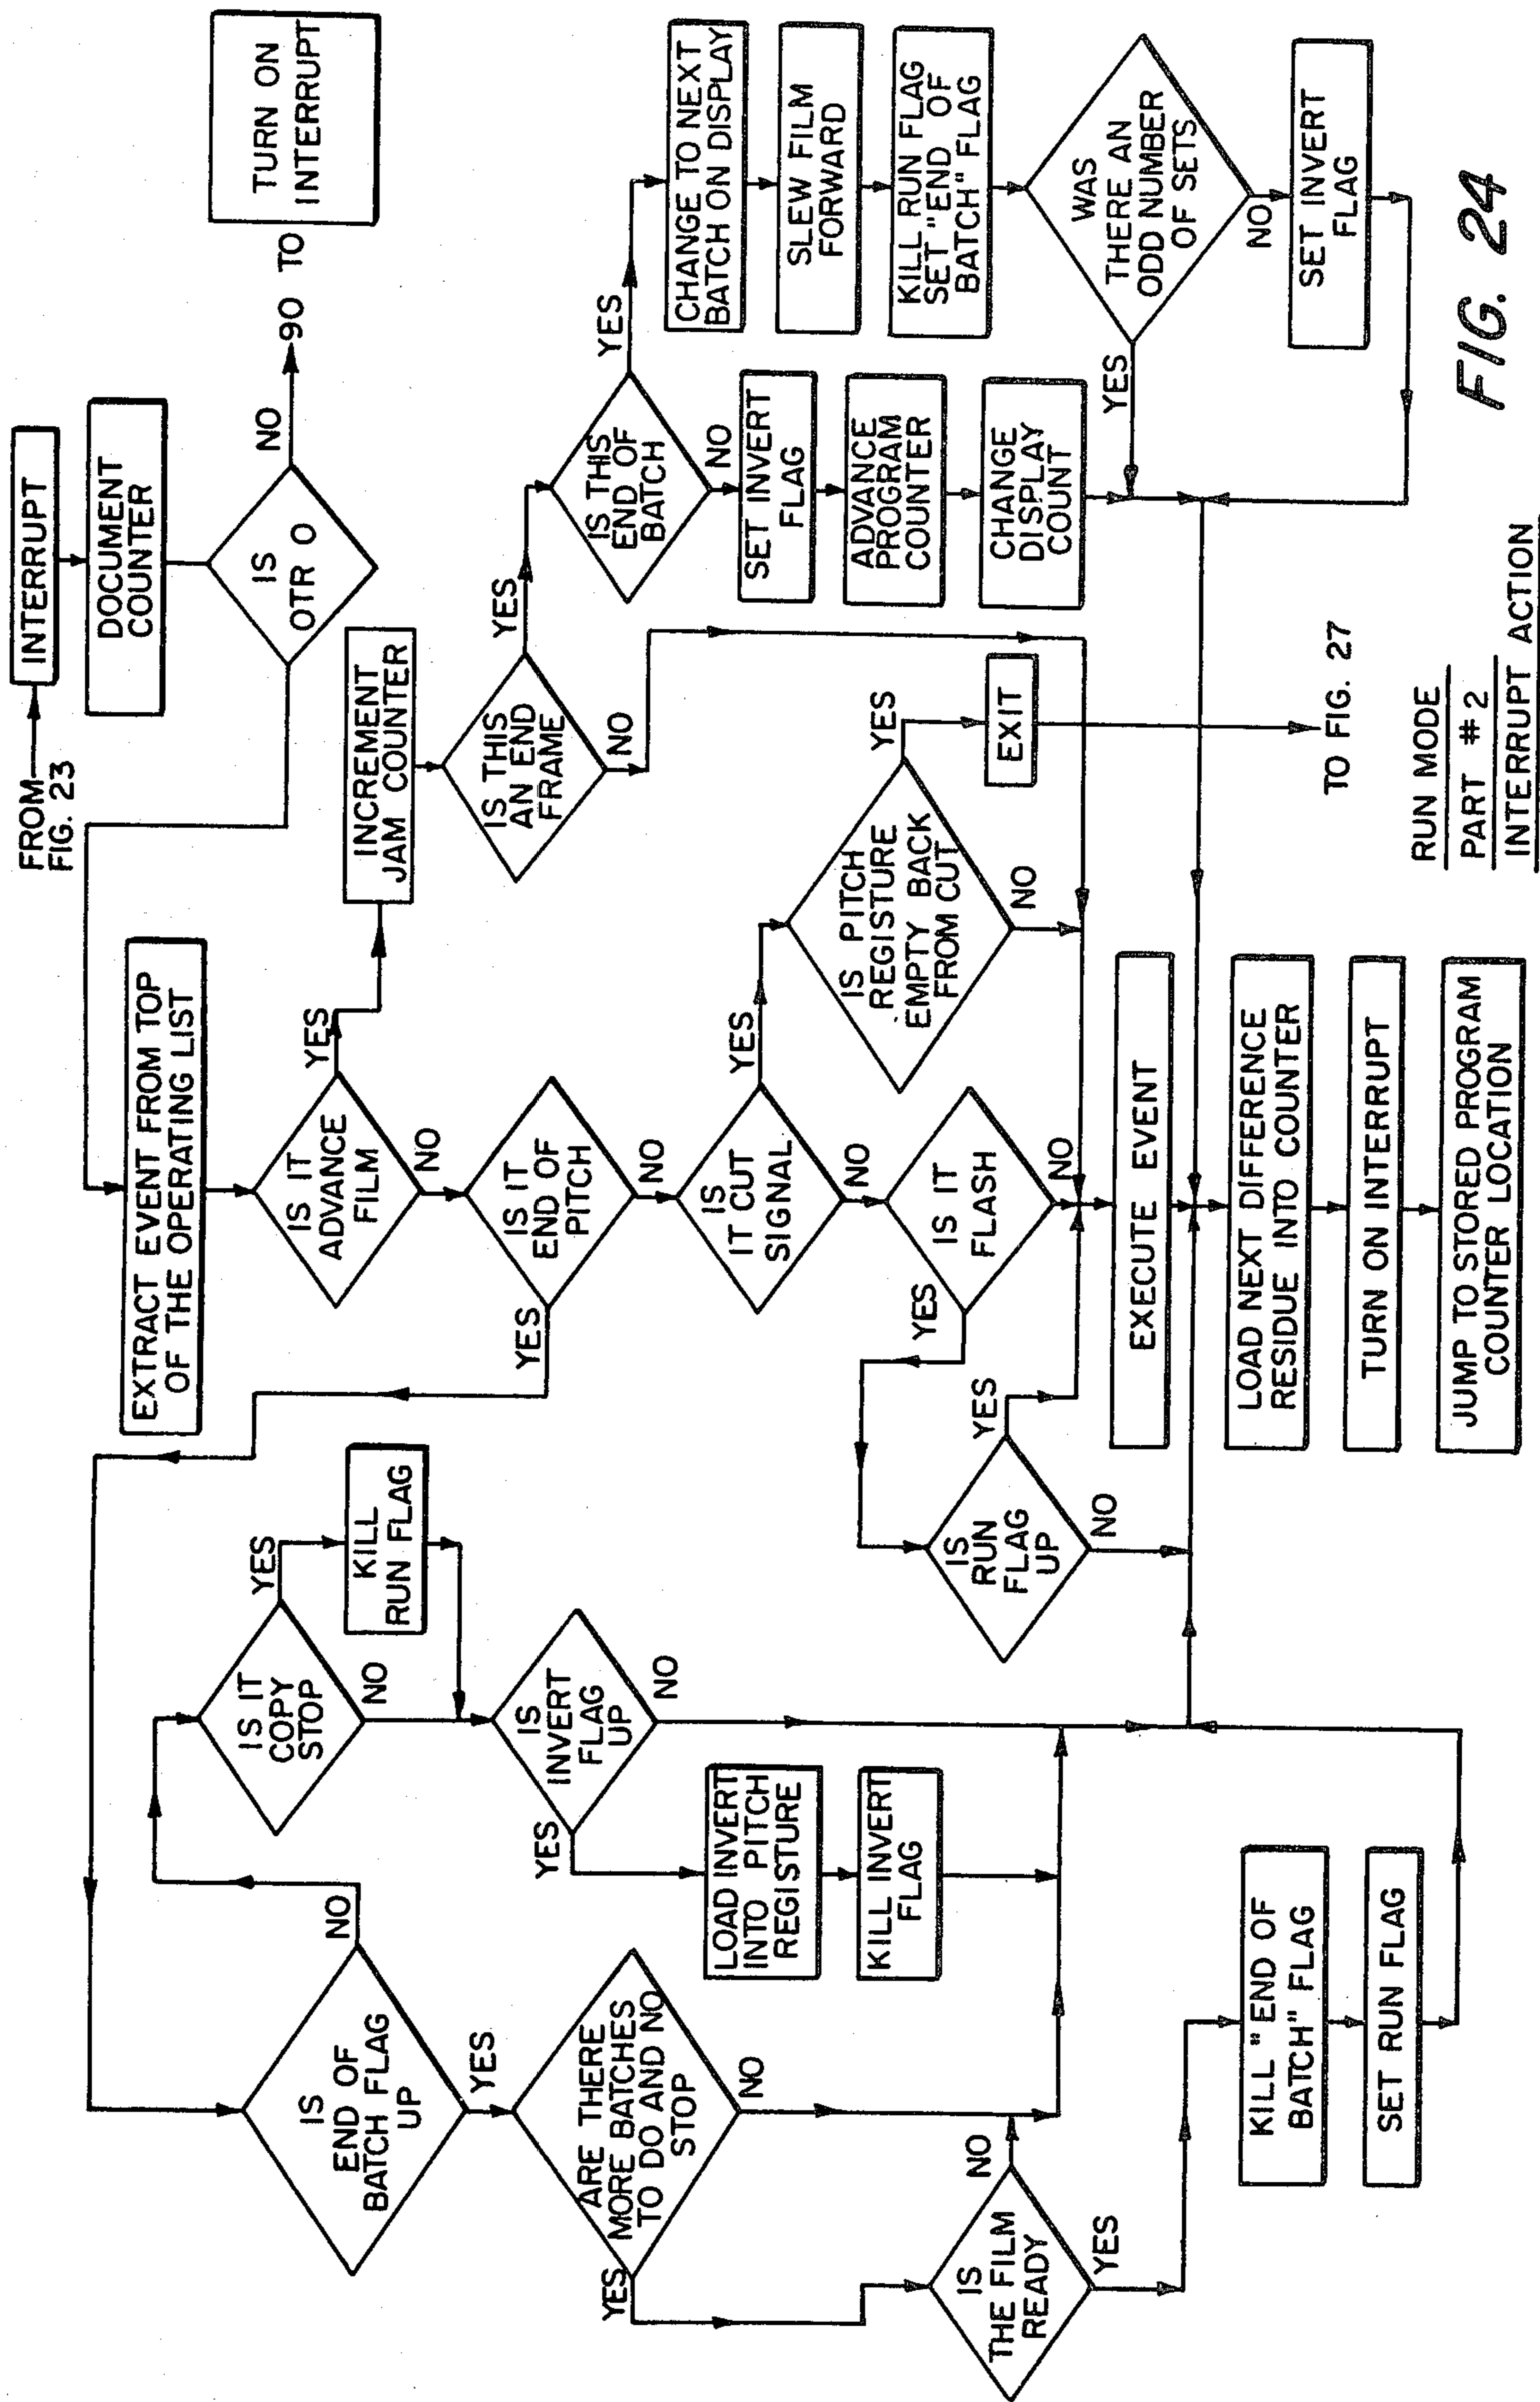 FROM
FIG. 23
INTERRUPT
DOCUMENT
COUNTER
IS
OTR 0
NO
90 TO
TURN ON
INTERRUPT
EXTRACT EVENT FROM TOP
OF THE OPERATING LIST
IS IT
ADVANCE
FILM
YES
NO
INCREMENT
JAM COUNTER
IS THIS
AN END
FRAME
YES
NO
IS THIS
END OF
BATCH
YES
NO
CHANGE TO NEXT
BATCH ON DISPLAY
SLEW FILM
FORWARD
KILL RUN FLAG
SET "END OF
BATCH" FLAG
WAS
THERE AN
ODD NUMBER
OF SETS
YES
NO
SET INVERT
FLAG
SET INVERT
FLAG
ADVANCE
PROGRAM
COUNTER
CHANGE
DISPLAY
COUNT
IS IT
END OF
PITCH
YES
NO
IS
IT CUT
SIGNAL
YES
NO
IS PITCH
REGISTURE
EMPTY BACK
FROM CUT
YES
NO
EXIT
TO FIG. 27
IS IT
FLASH
YES
NO
IS
RUN
FLAG
UP
YES
NO
EXECUTE EVENT
LOAD NEXT DIFFERENCE
RESIDUE INTO COUNTER
TURN ON INTERRUPT
JUMP TO STORED PROGRAM
COUNTER LOCATION
IS
END OF
BATCH FLAG
UP
NO
YES
IS IT
COPY
STOP
YES
NO
KILL
RUN FLAG
IS
INVERT
FLAG
UP
YES
NO
LOAD INVERT
INTO PITCH
REGISTURE
KILL INVERT
FLAG
ARE THERE
MORE BATCHES
TO DO AND NO
STOP
YES
NO
IS
THE FILM
READY
NO
YES
KILL "END OF
BATCH" FLAG
SET RUN FLAG
RUN MODE
PART #2
INTERRUPT ACTION
FIG. 24